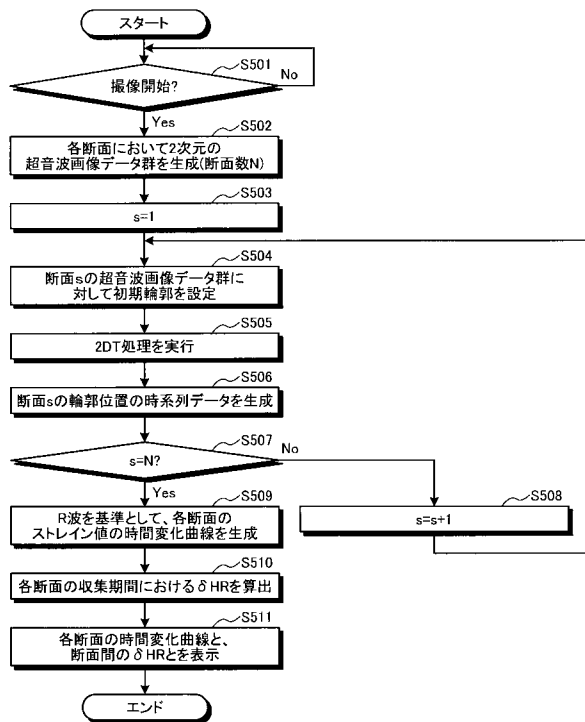 スタート
S501
撮像開始?
No
Yes
S502
各断面において2次元の
超音波画像データ群を生成(断面数N)
S503
s=1
S504
断面sの超音波画像データ群に
対して初期輪郭を設定
S505
2DT処理を実行
S506
断面sの輪郭位置の時系列データを生成
S507
s=N?
No
Yes
S508
s=s+1
S509
R波を基準として、各断面の
ストレイン値の時間変化曲線を生成
S510
各断面の収集期間におけるδHRを算出
S511
各断面の時間変化曲線と、
断面間のδHRとを表示
エンド